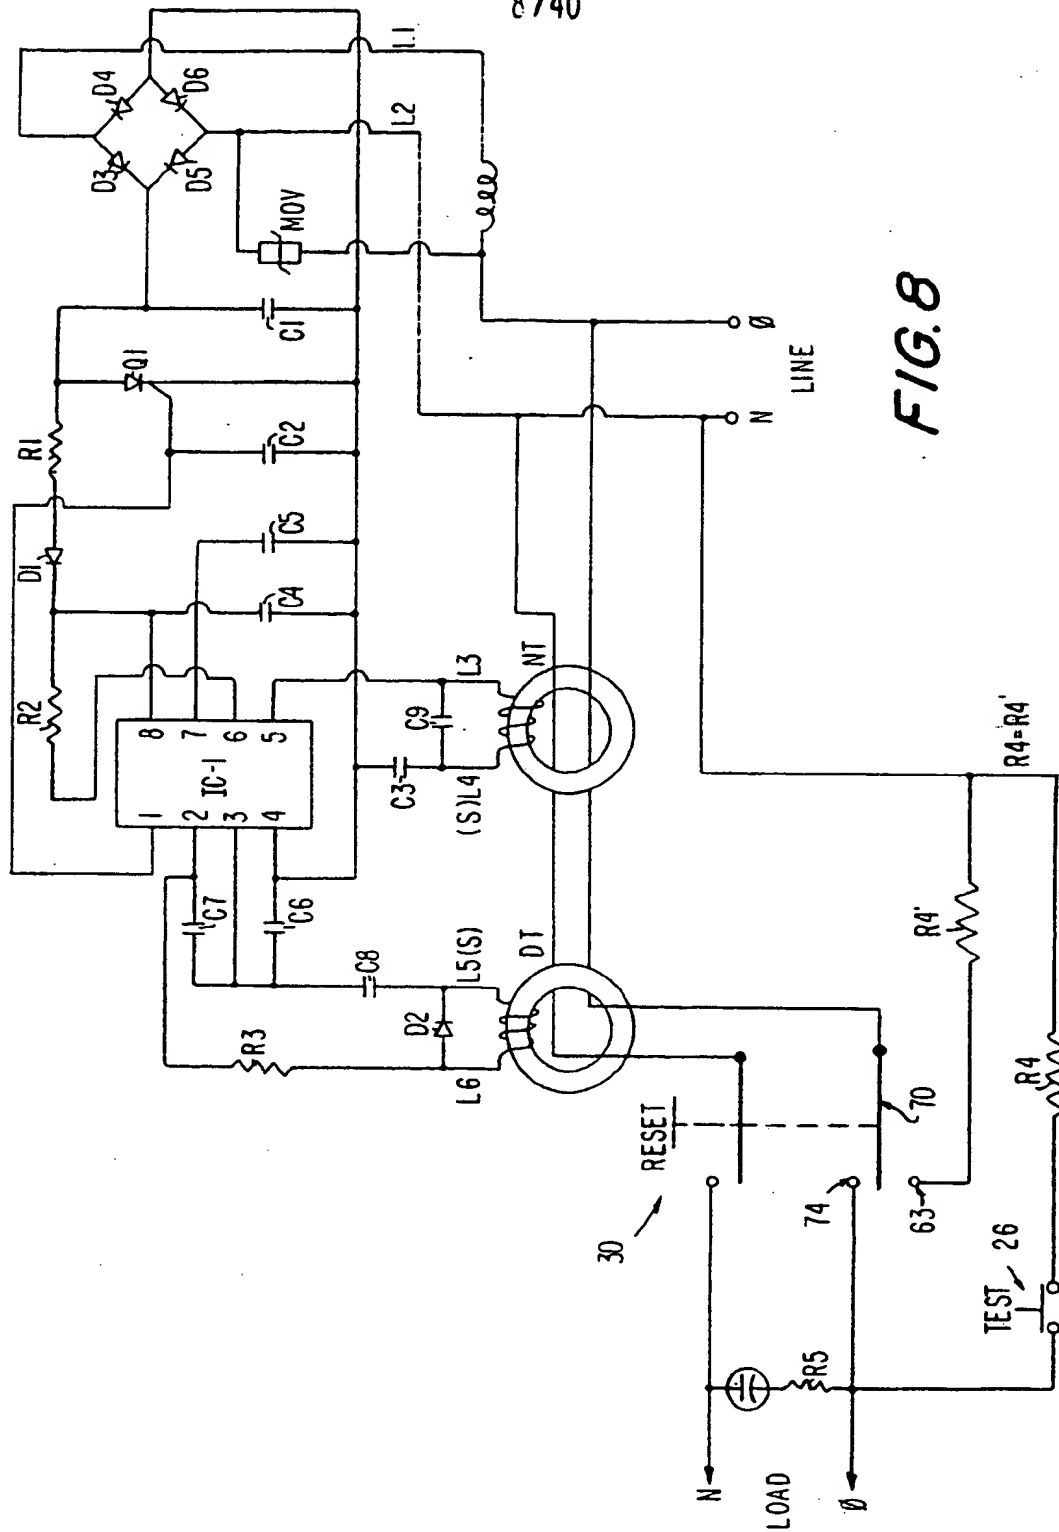 8/40
L1
D4
D6
L2
D3
D5
MOV
C1
Q1
R1
C2
C5
D1
C4
R2
8
7
6
5
IC-1
1
2
3
4
L3
NT
C9
C3
(S)L4
C7
C6
C8
L5(S)
DT
D2
R3
L6
LINE
Ø
N
FIG. 8
R4=R4'
R4'
R4
RESET
70
30
74
63
TEST
26
R5
N
LOAD
Ø